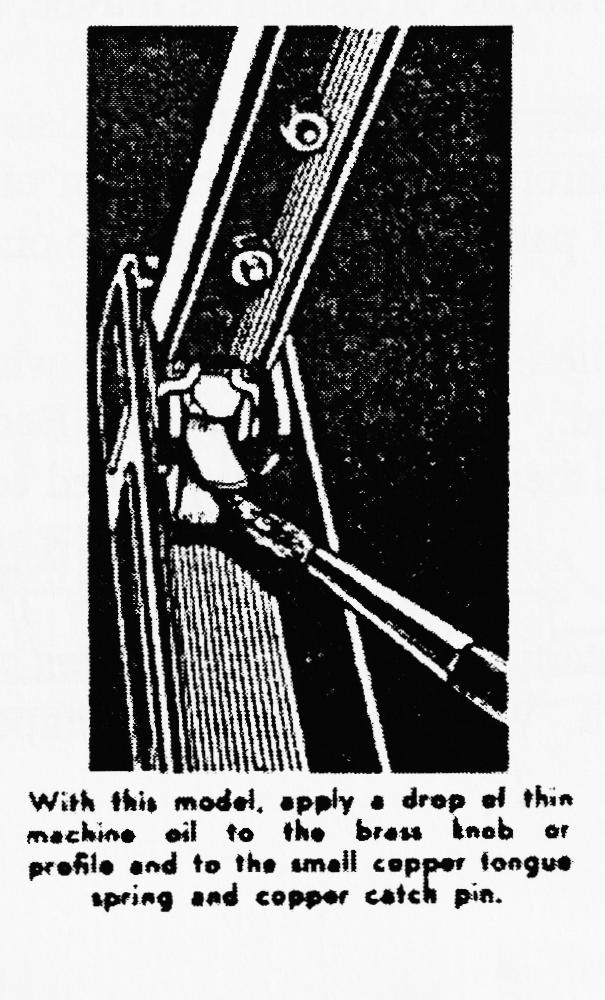 With this model, apply a drop of thin
machine oil to the brass knob or
profile and to the small copper tongue
spring and copper catch pin.